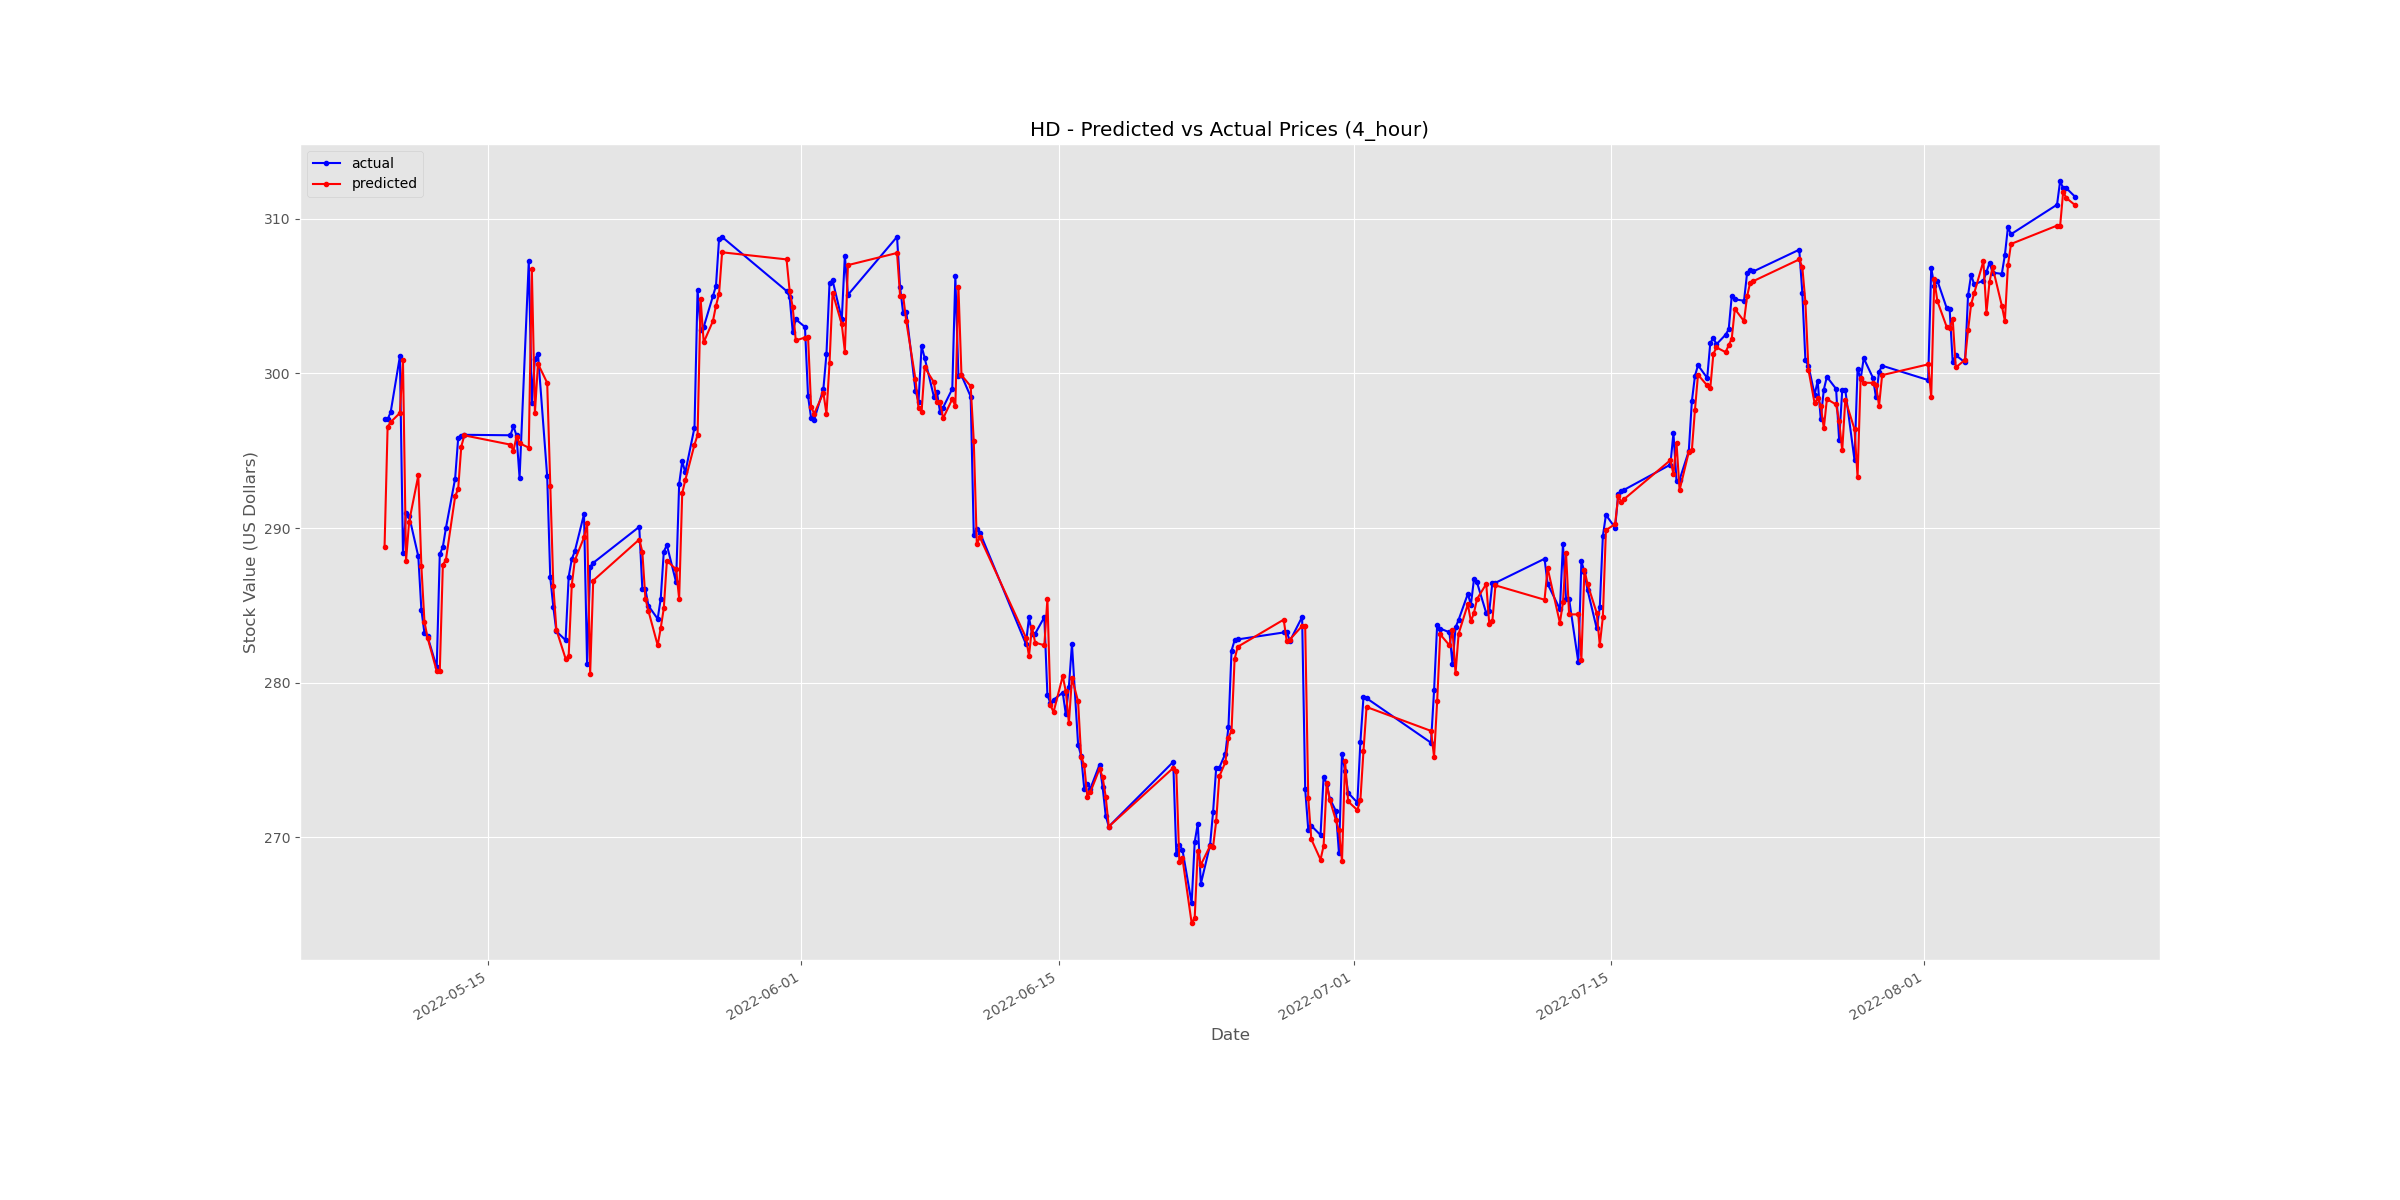 HD - Predicted vs Actual Prices (4_hour)
actual
predicted
310
300
290
280
270
Stock Value (US Dollars)
2022-05-15
2022-06-01
2022-06-15
2022-07-01
2022-07-15
2022-08-01
Date